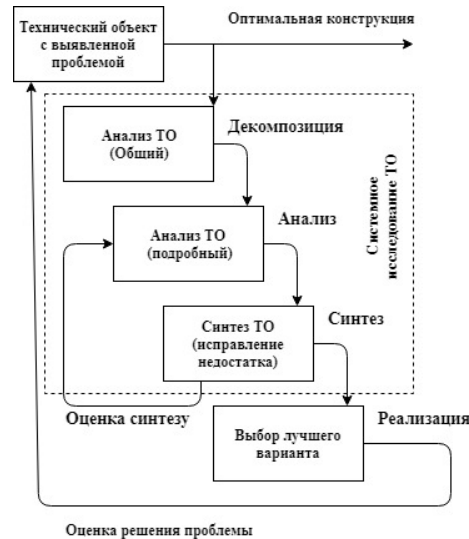 Технический объект
с выявленной
проблемой
Оптимальная конструкция
Анализ ТО
(Общий)
Декомпозиция
Системное
исследование ТО
Анализ ТО
(подробный)
Анализ
Синтез ТО
(исправление
недостатка)
Синтез
Оценка синтезу
Выбор лучшего
варианта
Реализация
Оценка решения проблемы